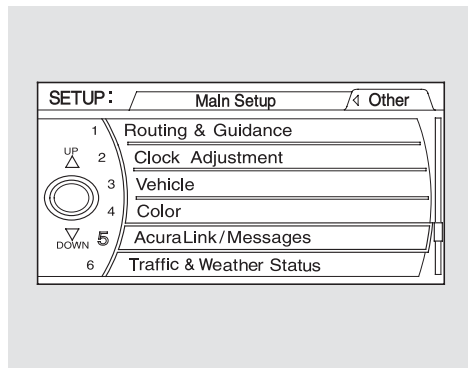 SETUP: Main Setup ◁ Other
1 Routing & Guidance
UP
2 Clock Adjustment
3 Vehicle
4 Color
DOWN
5 AcuraLink/Messages
6 Traffic & Weather Status